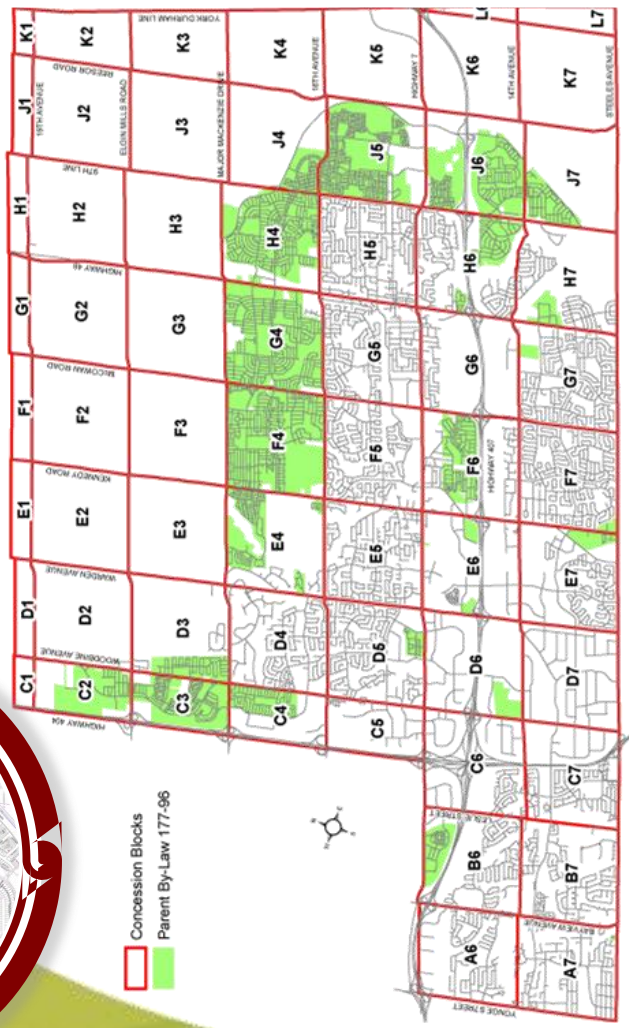 C1
D1
E1
F1
G1
H1
J1
K1
19TH AVENUE
C2
D2
E2
F2
G2
H2
J2
K2
HIGHWAY 404
WOODBINE AVENUE
WARDEN AVENUE
KENNEDY ROAD
McCOWAN ROAD
HIGHWAY 48
9TH LINE
REESOR ROAD
YORK DURHAM LINE
ELGIN MILLS ROAD
Concession Blocks
Parent By-Law 177-96
C3
D3
E3
F3
G3
H3
J3
K3
MAJOR MACKENZIE DRIVE
C4
D4
E4
F4
G4
H4
J4
K4
16TH AVENUE
N
E
S
W
C5
D5
E5
F5
G5
H5
J5
K5
HIGHWAY 7
A6
B6
C6
D6
E6
F6
G6
H6
J6
K6
LESLIE STREET
HIGHWAY 407
14TH AVENUE
A7
B7
C7
D7
E7
F7
G7
H7
J7
K7
L7
YONGE STREET
BAYVIEW AVENUE
STEELES AVENUE